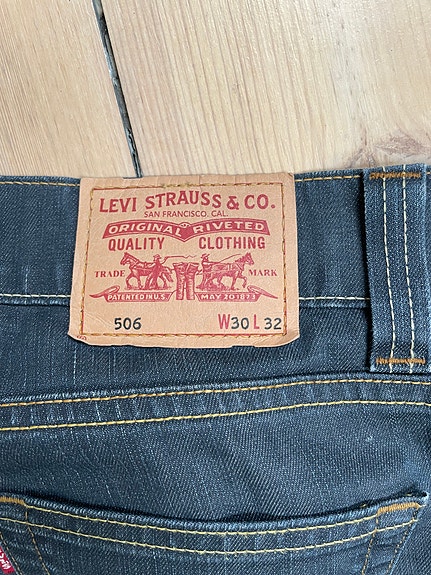 LEVI STRAUSS & CO.
SAN FRANCISCO. CAL.
ORIGINAL RIVETED
QUALITY CLOTHING
TRADE MARK
PATENTED IN U.S. MAY 20 1873
506 W30 L 32